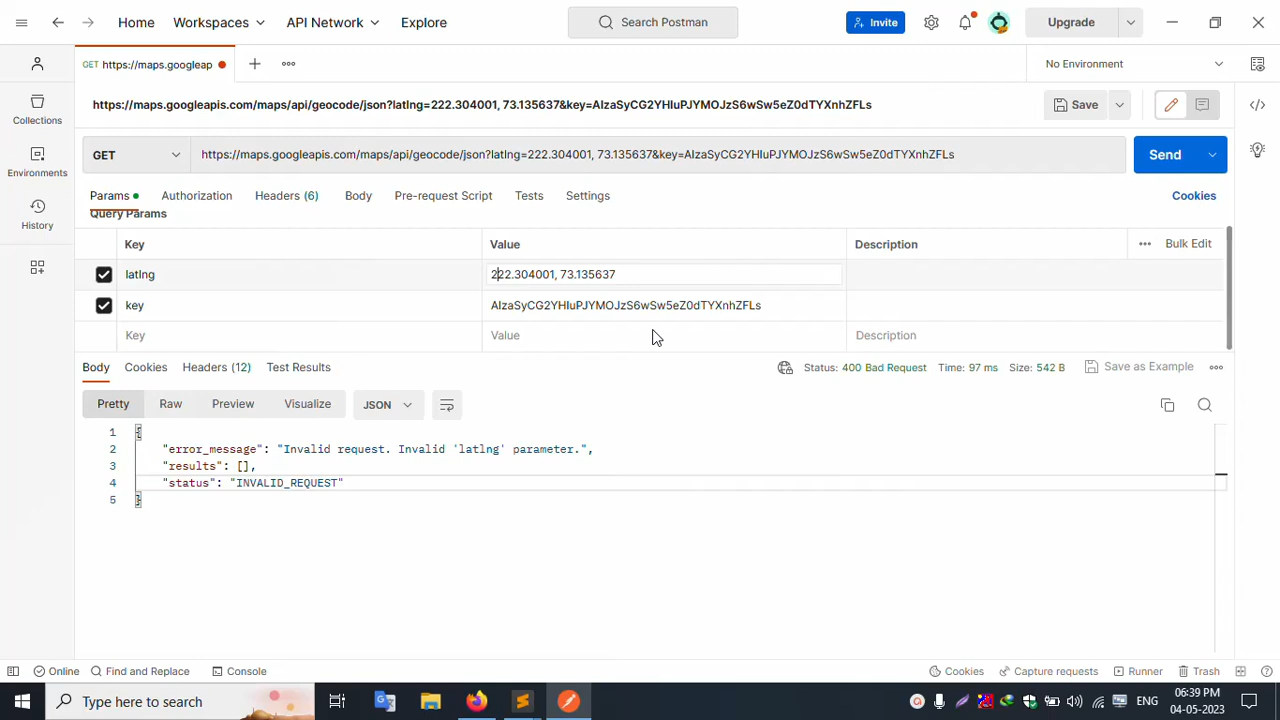 Home Workspaces API Network Explore Search Postman Invite Upgrade
GET https://maps.googleap No Environment
https://maps.googleapis.com/maps/api/geocode/json?latlng=222.304001, 73.135637&key=AIzaSyCG2YHIuPJYMOJzS6wSw5eZ0dTYXnhZFLs Save
GET https://maps.googleapis.com/maps/api/geocode/json?latlng=222.304001, 73.135637&key=AIzaSyCG2YHIuPJYMOJzS6wSw5eZ0dTYXnhZFLs Send
Collections
Environments
History
Params Authorization Headers (6) Body Pre-request Script Tests Settings Cookies
Query Params
Key Value Description Bulk Edit
latlng 222.304001, 73.135637
key AIzaSyCG2YHIuPJYMOJzS6wSw5eZ0dTYXnhZFLs
Key Value Description
Body Cookies Headers (12) Test Results Status: 400 Bad Request Time: 97 ms Size: 542 B Save as Example
Pretty Raw Preview Visualize JSON
1 {
2 "error_message": "Invalid request. Invalid 'latlng' parameter.",
3 "results": [],
4 "status": "INVALID_REQUEST"
5 }
Online Find and Replace Console Cookies Capture requests Runner Trash
Type here to search ENG 06:39 PM
04-05-2023